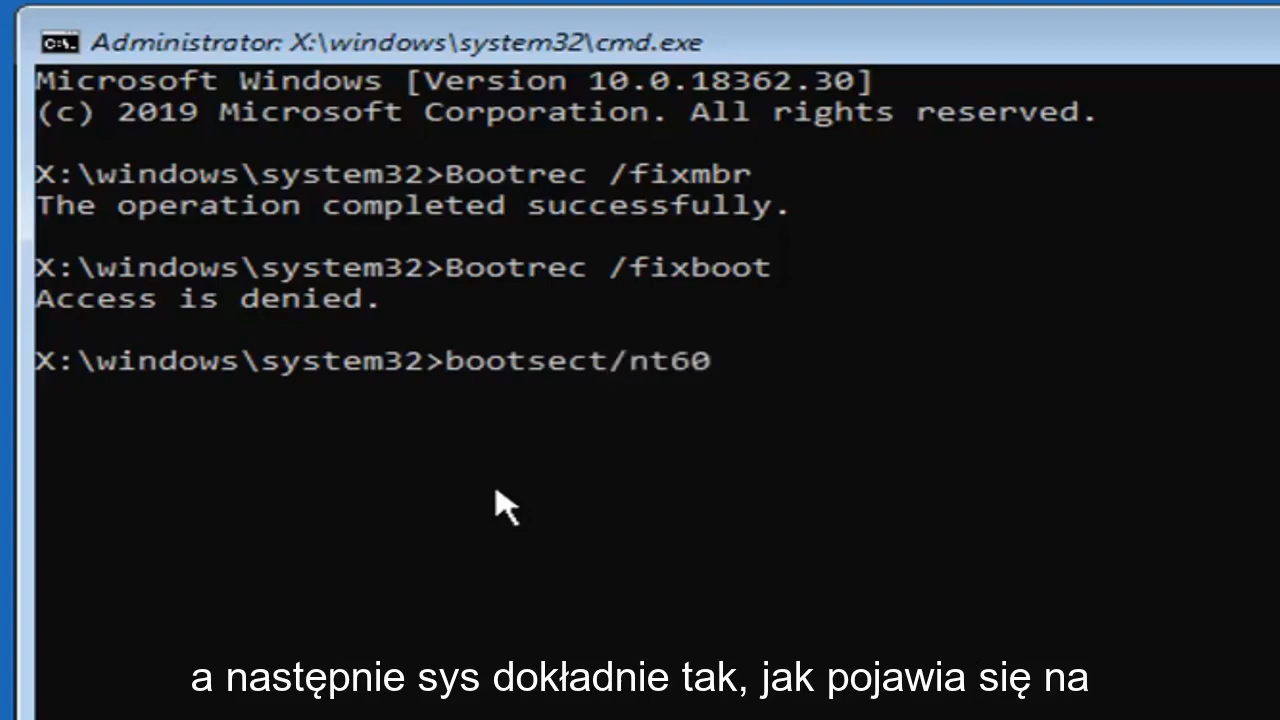 Administrator: X:\windows\system32\cmd.exe
Microsoft Windows [Version 10.0.18362.30]
(c) 2019 Microsoft Corporation. All rights reserved.
X:\windows\system32>Bootrec /fixmbr
The operation completed successfully.
X:\windows\system32>Bootrec /fixboot
Access is denied.
X:\windows\system32>bootsect/nt60
a następnie sys dokładnie tak, jak pojawia się na